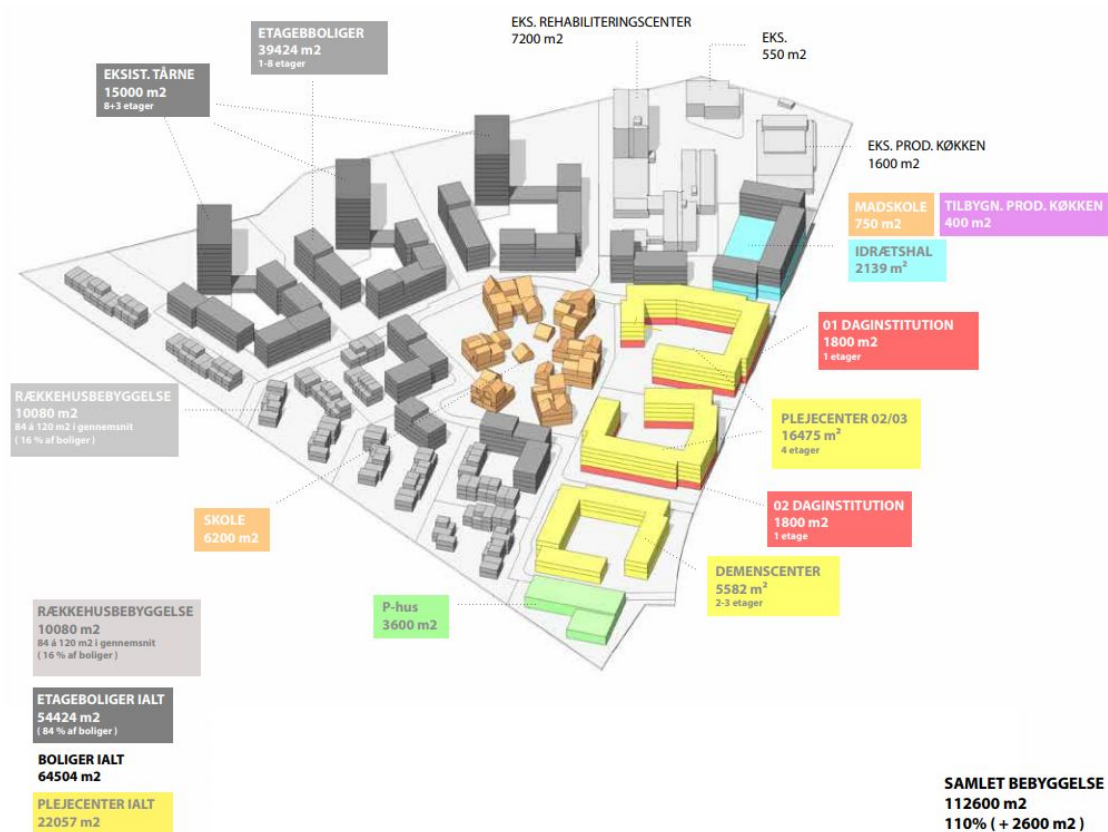 EKS. REHABILITERINGSCENTER
7200 m2
EKS.
550 m2
ETAGEBBOLIGER
39424 m2
1-8 etager
EKSIST. TÅRNE
15000 m2
8+3 etager
EKS. PROD. KØKKEN
1600 m2
MADSKOLE
750 m2
TILBYGN. PROD. KØKKEN
400 m2
IDRÆTSHAL
2139 m²
01 DAGINSTITUTION
1800 m2
1 etager
RÆKKEHUSBEBYGGELSE
10080 m2
84 á 120 m2 i gennemsnit
( 16 % af boliger )
PLEJECENTER 02/03
16475 m²
4 etager
02 DAGINSTITUTION
1800 m2
1 etage
SKOLE
6200 m2
DEMENSCENTER
5582 m²
2-3 etager
P-hus
3600 m2
RÆKKEHUSBEBYGGELSE
10080 m2
84 á 120 m2 i gennemsnit
( 16 % af boliger )
ETAGEBOLIGER IALT
54424 m2
( 84 % af boliger )
BOLIGER IALT
64504 m2
PLEJECENTER IALT
22057 m2
SAMLET BEBYGGELSE
112600 m2
110% ( + 2600 m2 )